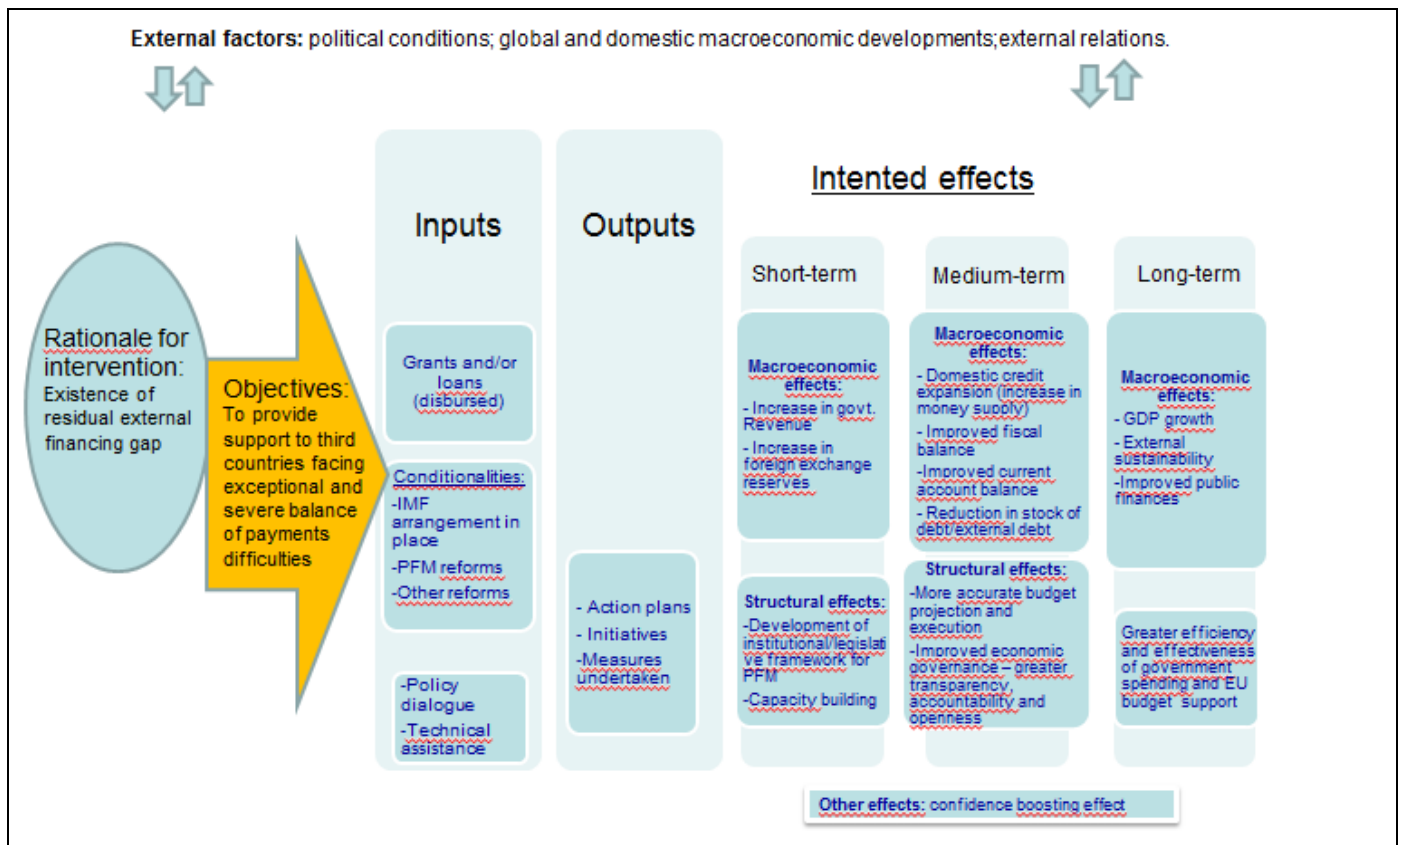 External factors: political conditions; global and domestic macroeconomic developments;external relations.
Rationale for
intervention:
Existence of
residual external
financing gap
Objectives:
To provide
support to third
countries facing
exceptional and
severe balance
of payments
difficulties
Inputs
Grants and/or
loans
(disbursed)
Conditionalities:
-IMF
arrangement in
place
-PFM reforms
-Other reforms
-Policy
dialogue
-Technical
assistance
Outputs
- Action plans
- Initiatives
-Measures
undertaken
Intented effects
Short-term
Macroeconomic
effects:
- Increase in govt.
Revenue
- Increase in
foreign exchange
reserves
Structural effects:
-Development of
institutional/legislati
ve framework for
PFM
-Capacity building
Medium-term
Macroeconomic
effects:
- Domestic credit
expansion (increase in
money supply)
- Improved fiscal
balance
-Improved current
account balance
- Reduction in stock of
debt/external debt
Structural effects:
-More accurate budget
projection and
execution
-Improved economic
governance – greater
transparency,
accountability and
openness
Long-term
Macroeconomic
effects:
- GDP growth
- External
sustainability
-Improved public
finances
Greater efficiency
and effectiveness
of government
spending and EU
budget support
Other effects: confidence boosting effect